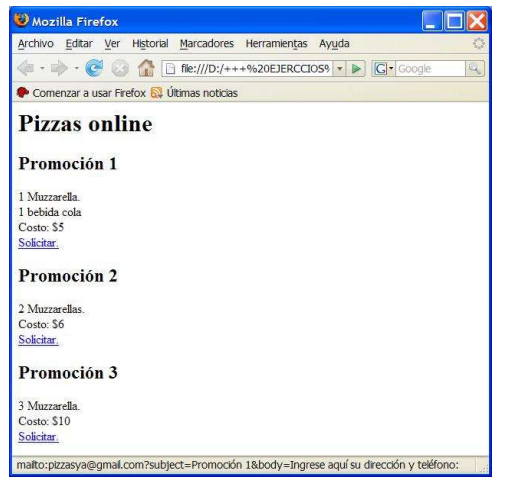 Mozilla Firefox
Archivo Editar Ver Historial Marcadores Herramientas Ayuda
file:///D:/+++%20EJERCCIOS% G Google
Comenzar a usar Firefox Últimas noticias
Pizzas online
Promoción 1
1 Muzzarella.
1 bebida cola
Costo: $5
Solicitar.
Promoción 2
2 Muzzarellas.
Costo: $6
Solicitar.
Promoción 3
3 Muzzarella.
Costo: $10
Solicitar.
mailto:pizzasya@gmail.com?subject=Promoción 1&body=Ingrese aquí su dirección y teléfono: